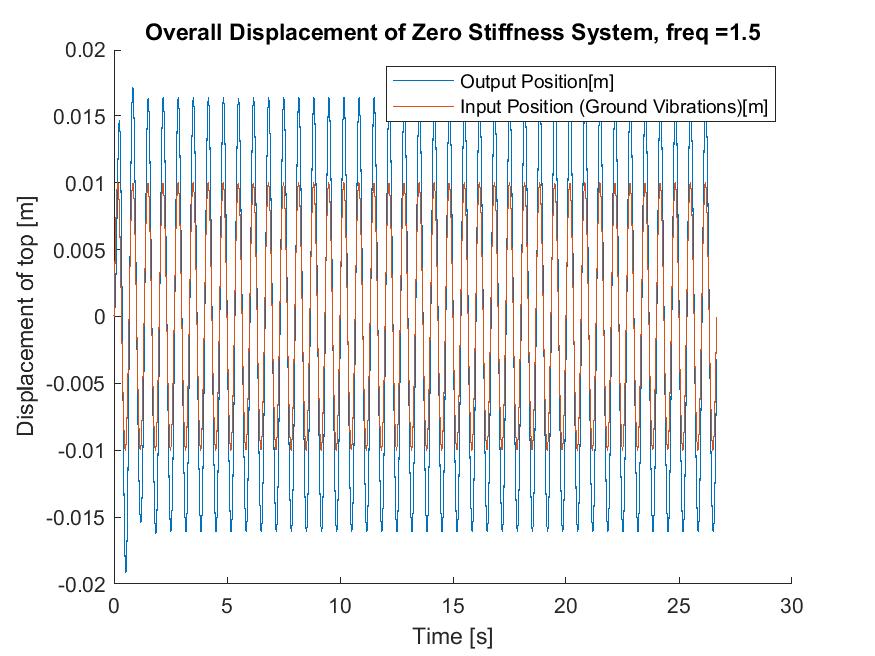 Overall Displacement of Zero Stiffness System, freq =1.5
Output Position[m]
Input Position (Ground Vibrations)[m]
Displacement of top [m]
0.02
0.015
0.01
0.005
0
-0.005
-0.01
-0.015
-0.02
0 5 10 15 20 25 30
Time [s]